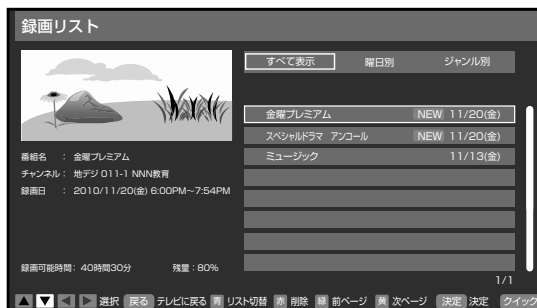 録画リスト
すべて表示 曜日別 ジャンル別
金曜プレミアム NEW 11/20(金)
スペシャルドラマ アンコール NEW 11/20(金)
ミュージック 11/13(金)
番組名 : 金曜プレミアム
チャンネル : 地デジ 011-1 NNN教育
録画日 : 2010/11/20(金) 6:00PM~7:54PM
録画可能時間: 40時間30分 残量:80%
1/1
▲ ▼ ◀ ▶ 選択 戻る テレビに戻る 青 リスト切替 赤 削除 緑 前ページ 黄 次ページ 決定 決定 クイック